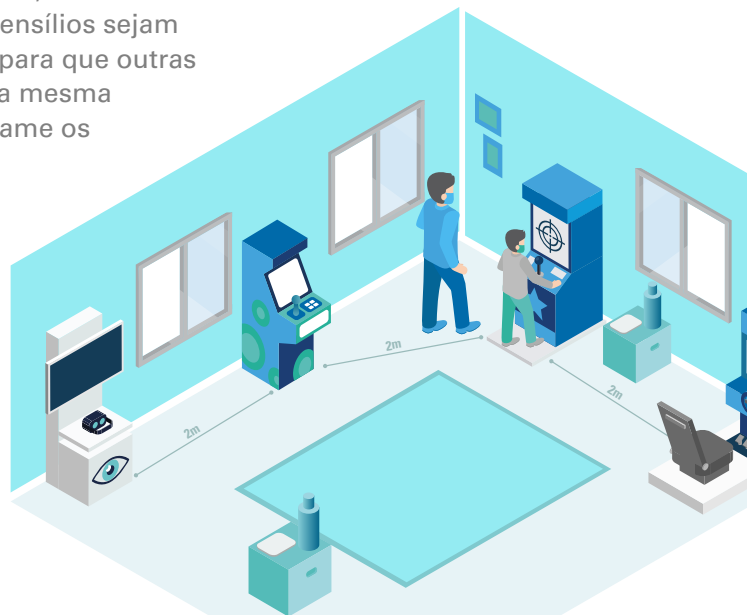 ensílios sejam
para que outras
a mesma
ame os
2m
2m
2m